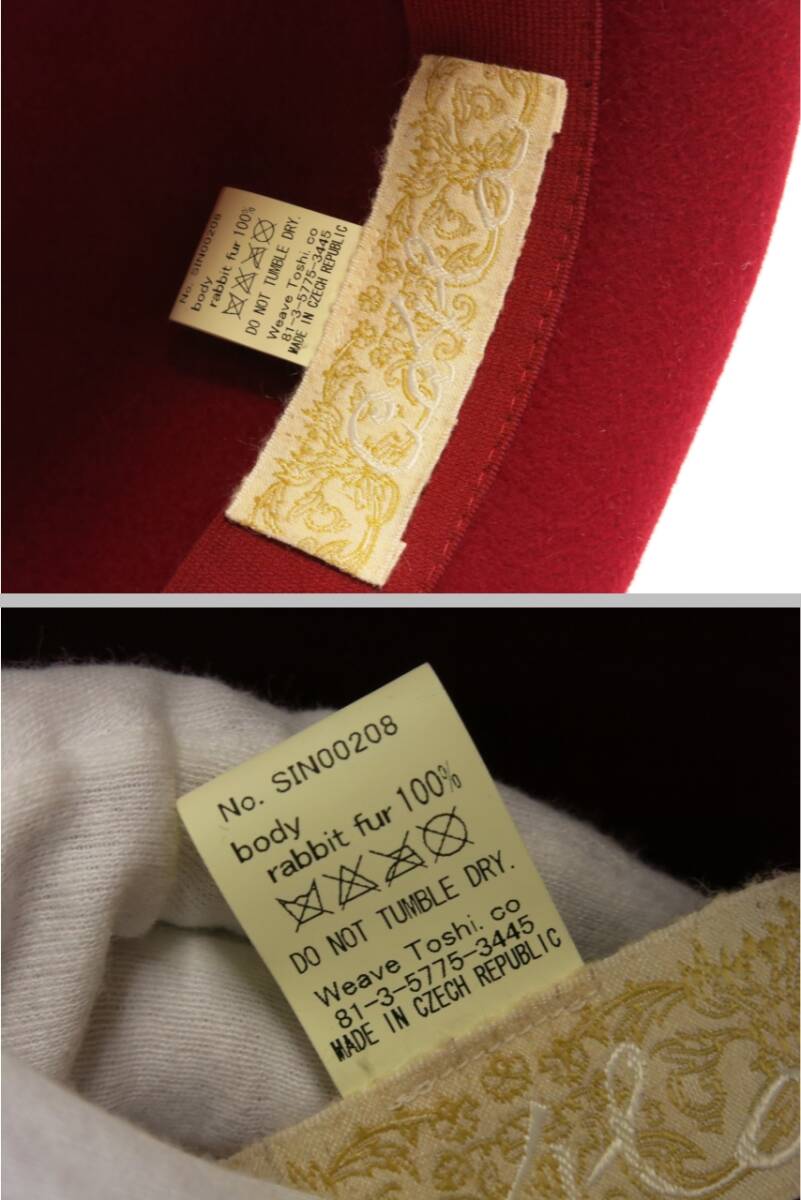 No. SIN00208
body
rabbit fur 100%
DO NOT TUMBLE DRY.
Weave Toshi. co
81-3-5775-3445
MADE IN CZECH REPUBLIC
No. SIN00208
body
rabbit fur 100%
DO NOT TUMBLE DRY.
Weave Toshi. co
81-3-5775-3445
MADE IN CZECH REPUBLIC